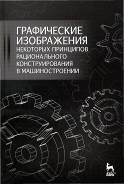 ГРАФИЧЕСКИЕ
ИЗОБРАЖЕНИЯ
НЕКОТОРЫХ ПРИНЦИПОВ
РАЦИОНАЛЬНОГО
КОНСТРУИРОВАНИЯ
В МАШИНОСТРОЕНИИ